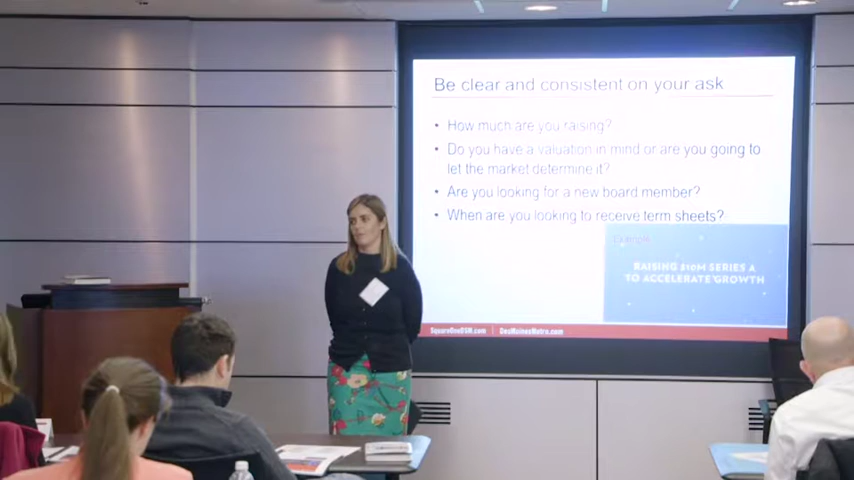 Be clear and consistent on your ask
• How much are you raising?
• Do you have a valuation in mind or are you going to
let the market determine it?
• Are you looking for a new board member?
• When are you looking to receive term sheets?
Example
RAISING $10M SERIES A
TO ACCELERATE GROWTH
SquareOneDSM.com | DesMoinesMetro.com